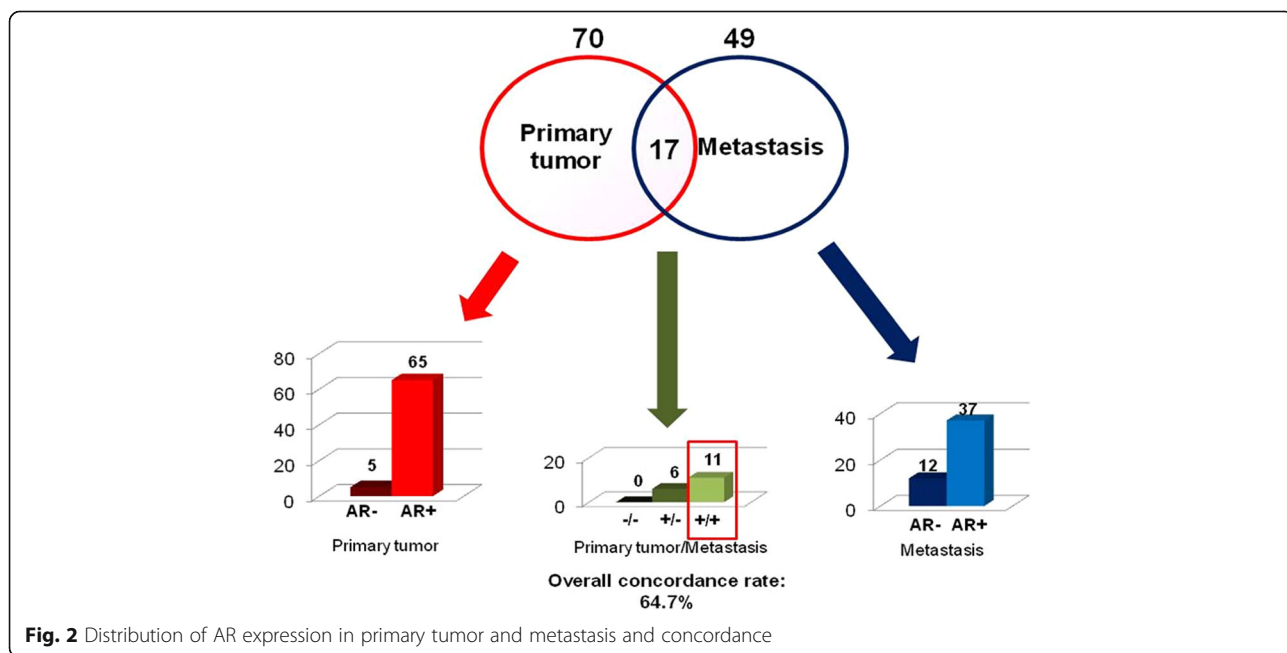 70
49
Primary
tumor
17
Metastasis
80
60
40
20
0
5
65
AR-
AR+
Primary tumor
20
0
0
6
11
-/-
+/-
+/+
Primary tumor/Metastasis
Overall concordance rate:
64.7%
40
20
0
12
37
AR-
AR+
Metastasis
Fig. 2 Distribution of AR expression in primary tumor and metastasis and concordance